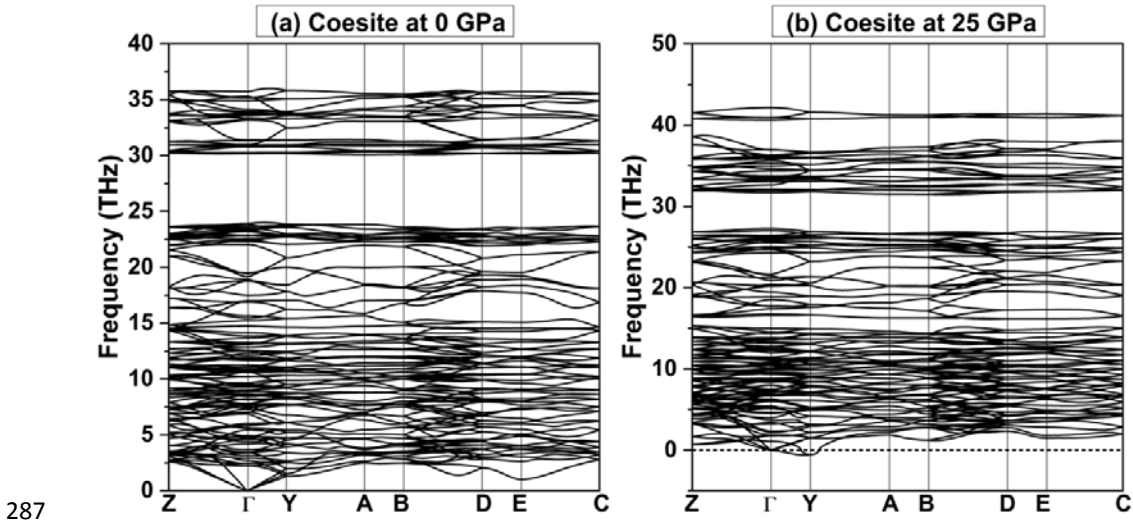 (a) Coesite at 0 GPa
40
35
30
25
20
15
10
5
0
Frequency (THz)
Z Γ Y A B D E C
(b) Coesite at 25 GPa
50
40
30
20
10
0
Frequency (THz)
Z Γ Y A B D E C
287